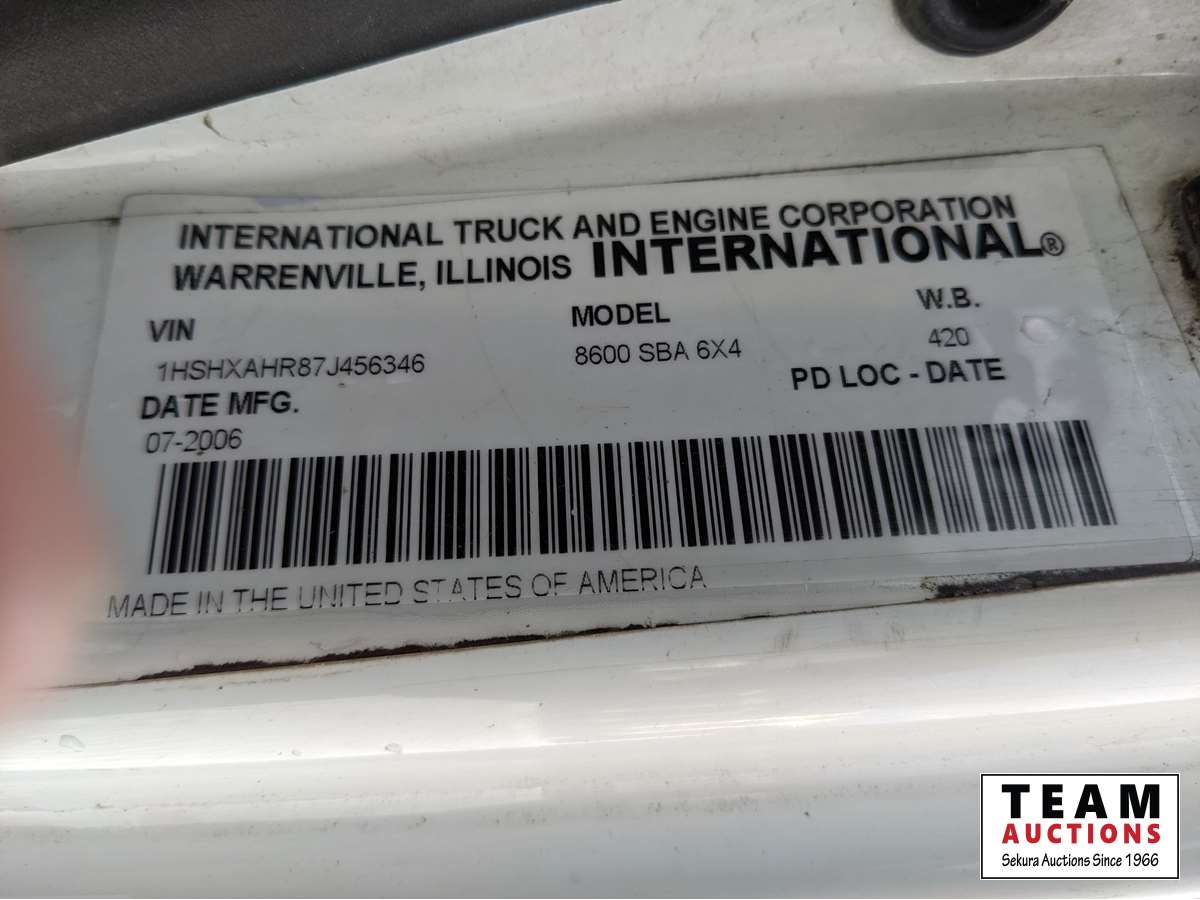 INTERNATIONAL TRUCK AND ENGINE CORPORATION
WARRENVILLE, ILLINOIS INTERNATIONAL®
VIN MODEL W.B.
1HSHXAHR87J456346 8600 SBA 6X4 420
DATE MFG. PD LOC - DATE
07-2006
MADE IN THE UNITED STATES OF AMERICA
TEAM
AUCTIONS
Sekura Auctions Since 1966